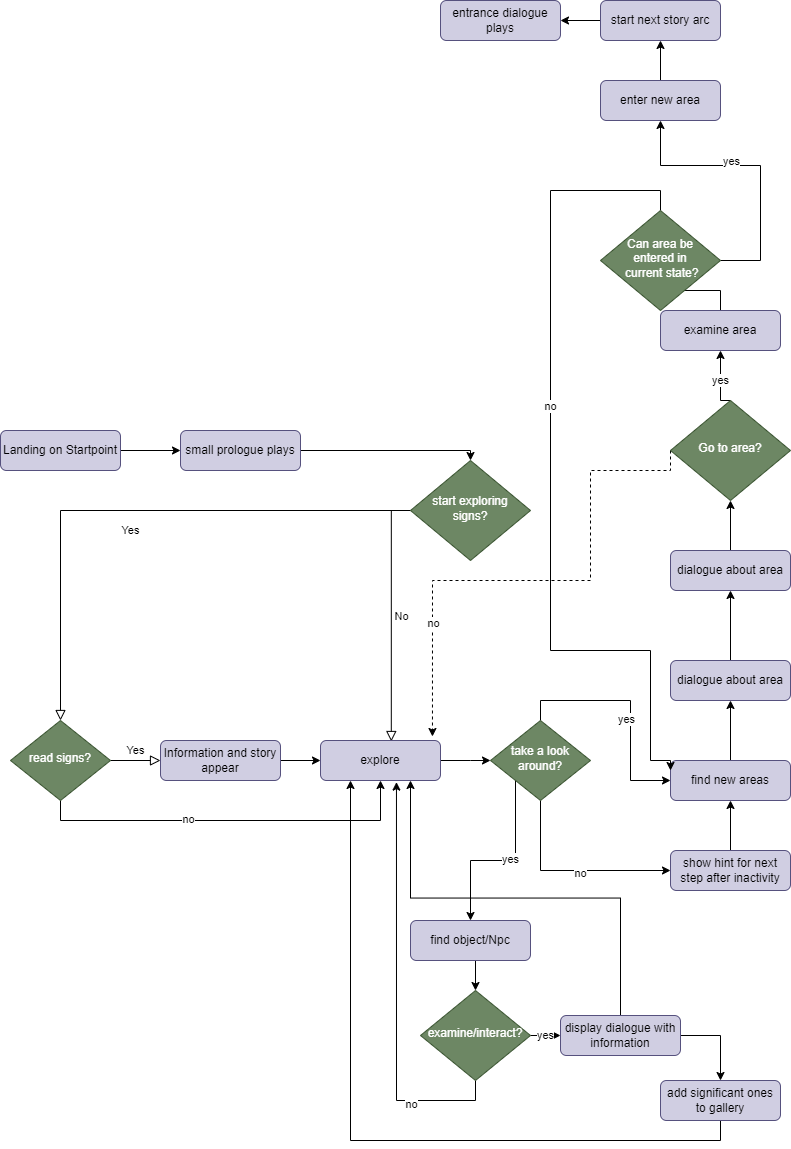 entrance dialogue
plays
start next story arc
enter new area
yes
Can area be
entered in
current state?
examine area
yes
no
Go to area?
Landing on Startpoint
small prologue plays
start exploring
signs?
Yes
dialogue about area
No
no
dialogue about area
yes
read signs?
Yes
Information and story
appear
explore
take a look
around?
find new areas
no
yes
no
show hint for next
step after inactivity
find object/Npc
examine/interact?
yes
display dialogue with
information
no
add significant ones
to gallery